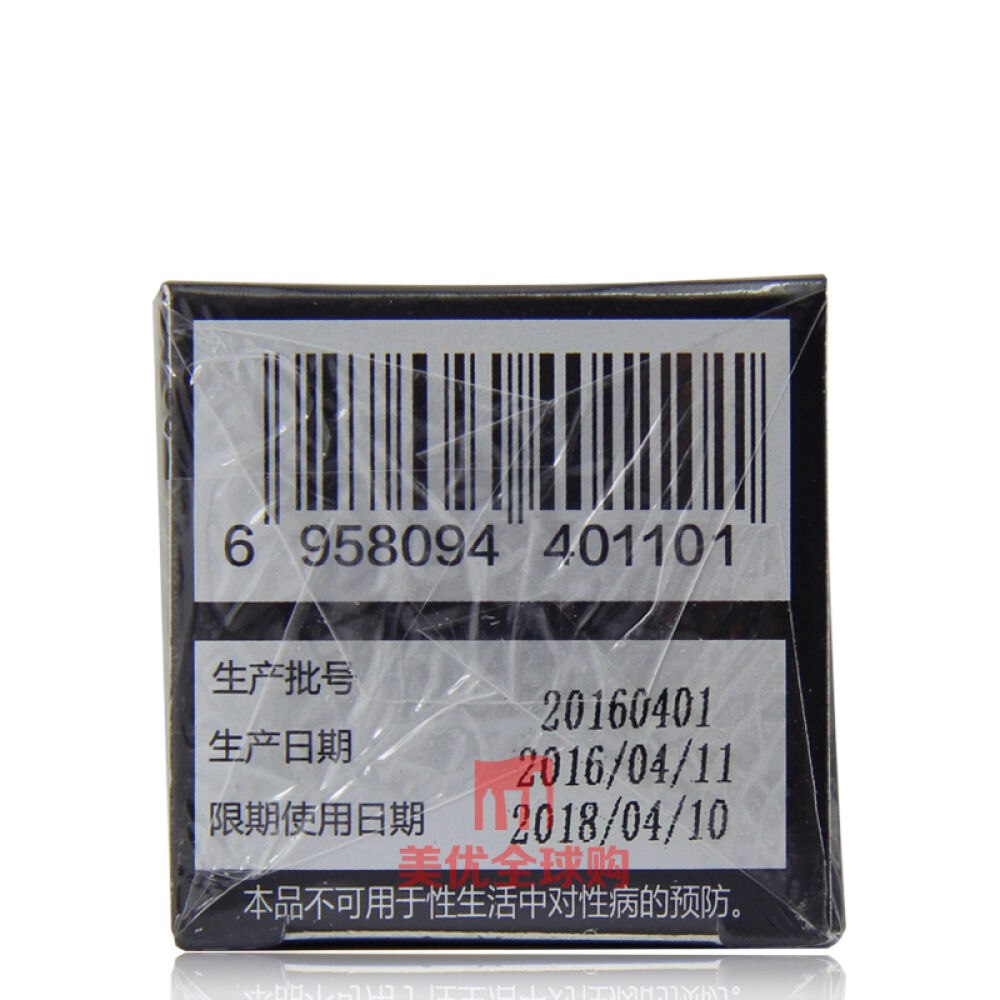 6 958094 401101
生产批号 20160401
生产日期 2016/04/11
限期使用日期 2018/04/10
美优全球购
本品不可用于性生活中对性病的预防。